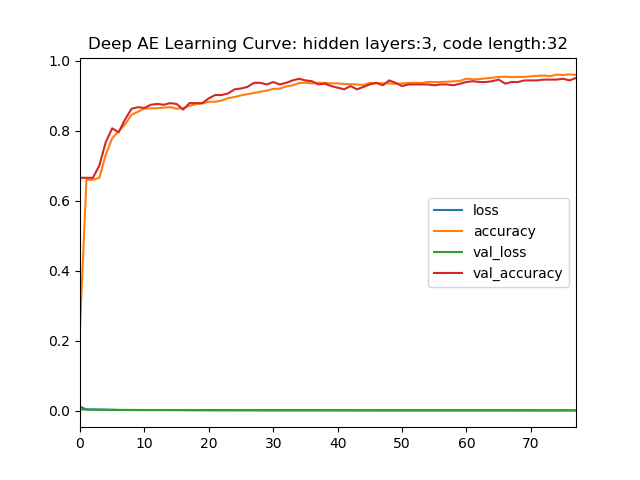 Deep AE Learning Curve: hidden layers:3, code length:32
1.0
0.8
0.6
0.4
0.2
0.0
loss
accuracy
val_loss
val_accuracy
0 10 20 30 40 50 60 70